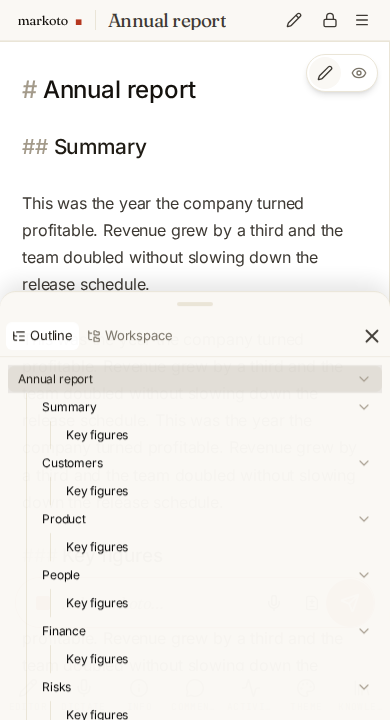 markoto
Annual report
# Annual report
## Summary
This was the year the company turned
profitable. Revenue grew by a third and the
team doubled without slowing down the
release schedule.
Outline
Workspace
Annual report
Summary
Key figures
Customers
Key figures
Product
Key figures
People
Key figures
Finance
Key figures
Risks
Key figures